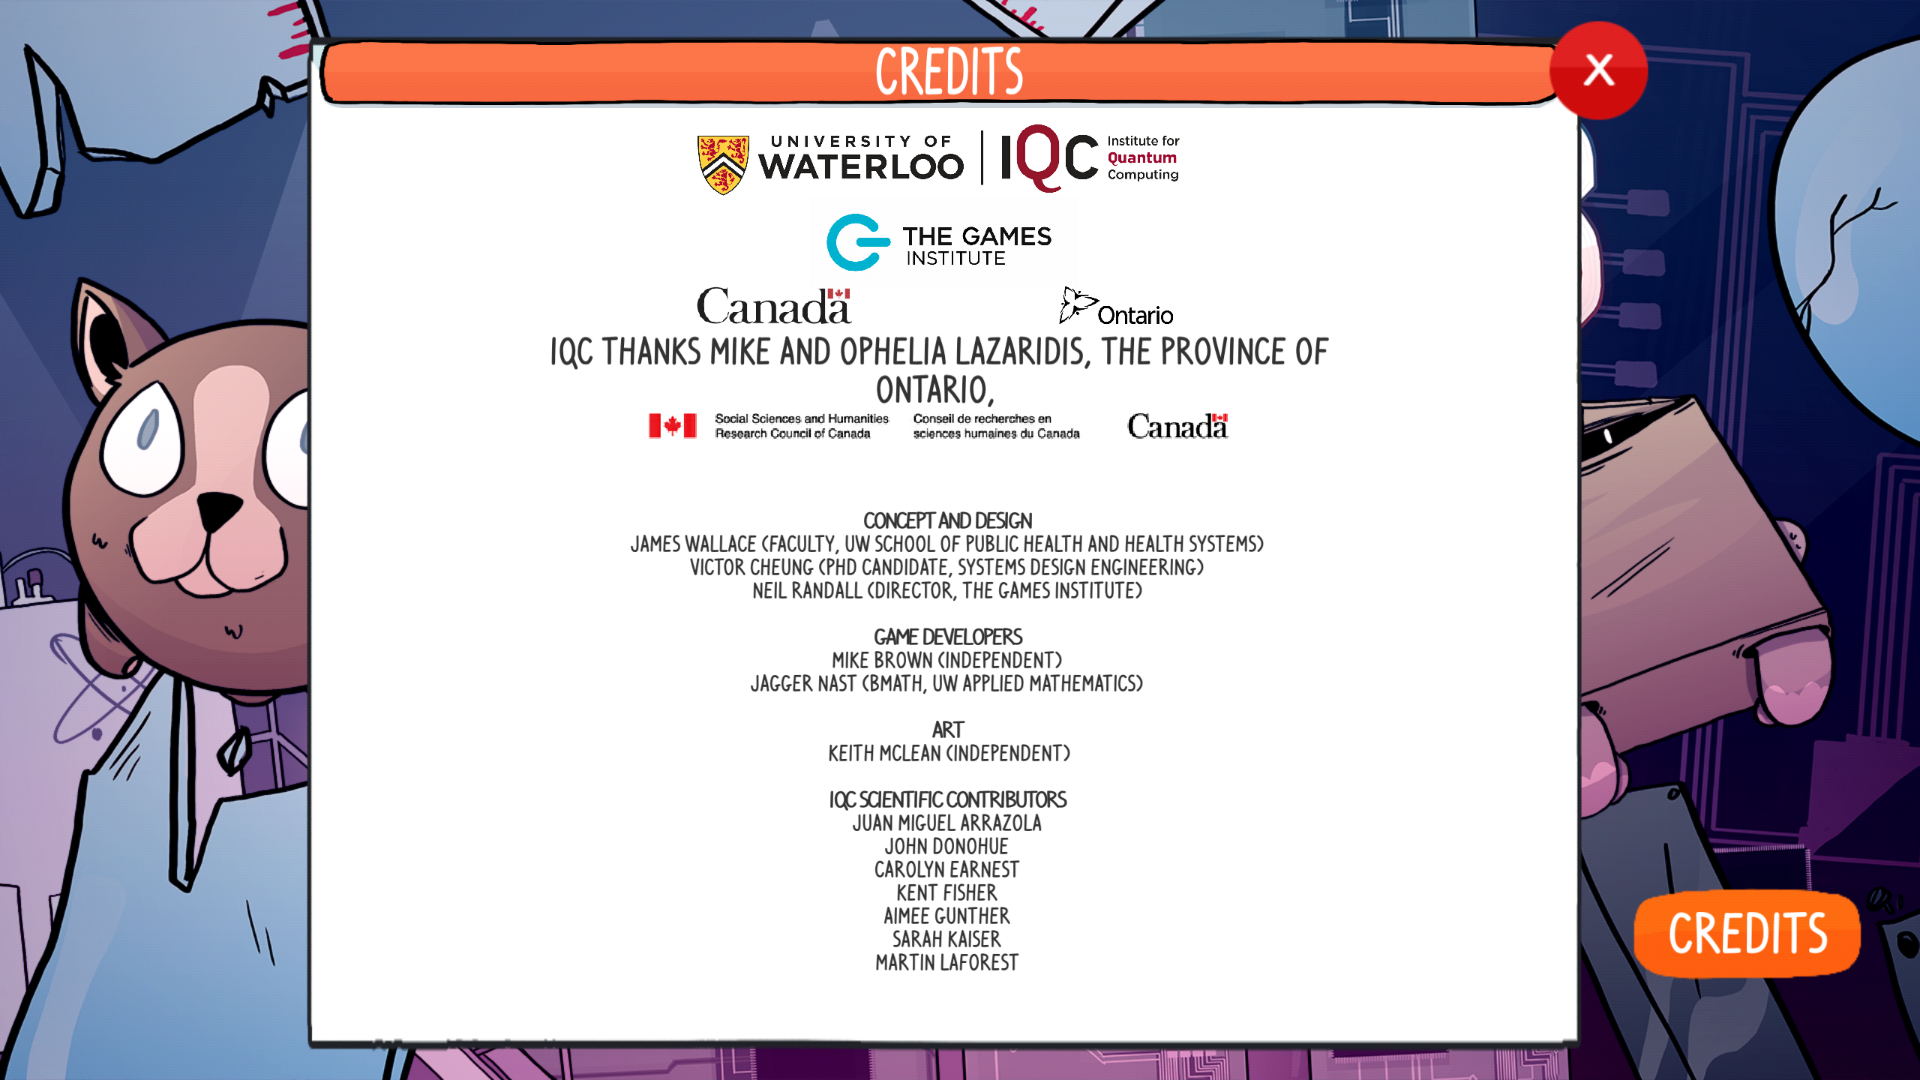 CREDITS
X
UNIVERSITY OF
WATERLOO
IQC
Institute for
Quantum
Computing
THE GAMES
INSTITUTE
Canada
Ontario
IQC THANKS MIKE AND OPHELIA LAZARIDIS, THE PROVINCE OF
ONTARIO,
Social Sciences and Humanities
Research Council of Canada
Conseil de recherches en
sciences humaines du Canada
Canada
CONCEPT AND DESIGN
JAMES WALLACE (FACULTY, UW SCHOOL OF PUBLIC HEALTH AND HEALTH SYSTEMS)
VICTOR CHEUNG (PHD CANDIDATE, SYSTEMS DESIGN ENGINEERING)
NEIL RANDALL (DIRECTOR, THE GAMES INSTITUTE)
GAME DEVELOPERS
MIKE BROWN (INDEPENDENT)
JAGGER NAST (BMATH, UW APPLIED MATHEMATICS)
ART
KEITH MCLEAN (INDEPENDENT)
IQC SCIENTIFIC CONTRIBUTORS
JUAN MIGUEL ARRAZOLA
JOHN DONOHUE
CAROLYN EARNEST
KENT FISHER
AIMEE GUNTHER
SARAH KAISER
MARTIN LAFOREST
CREDITS